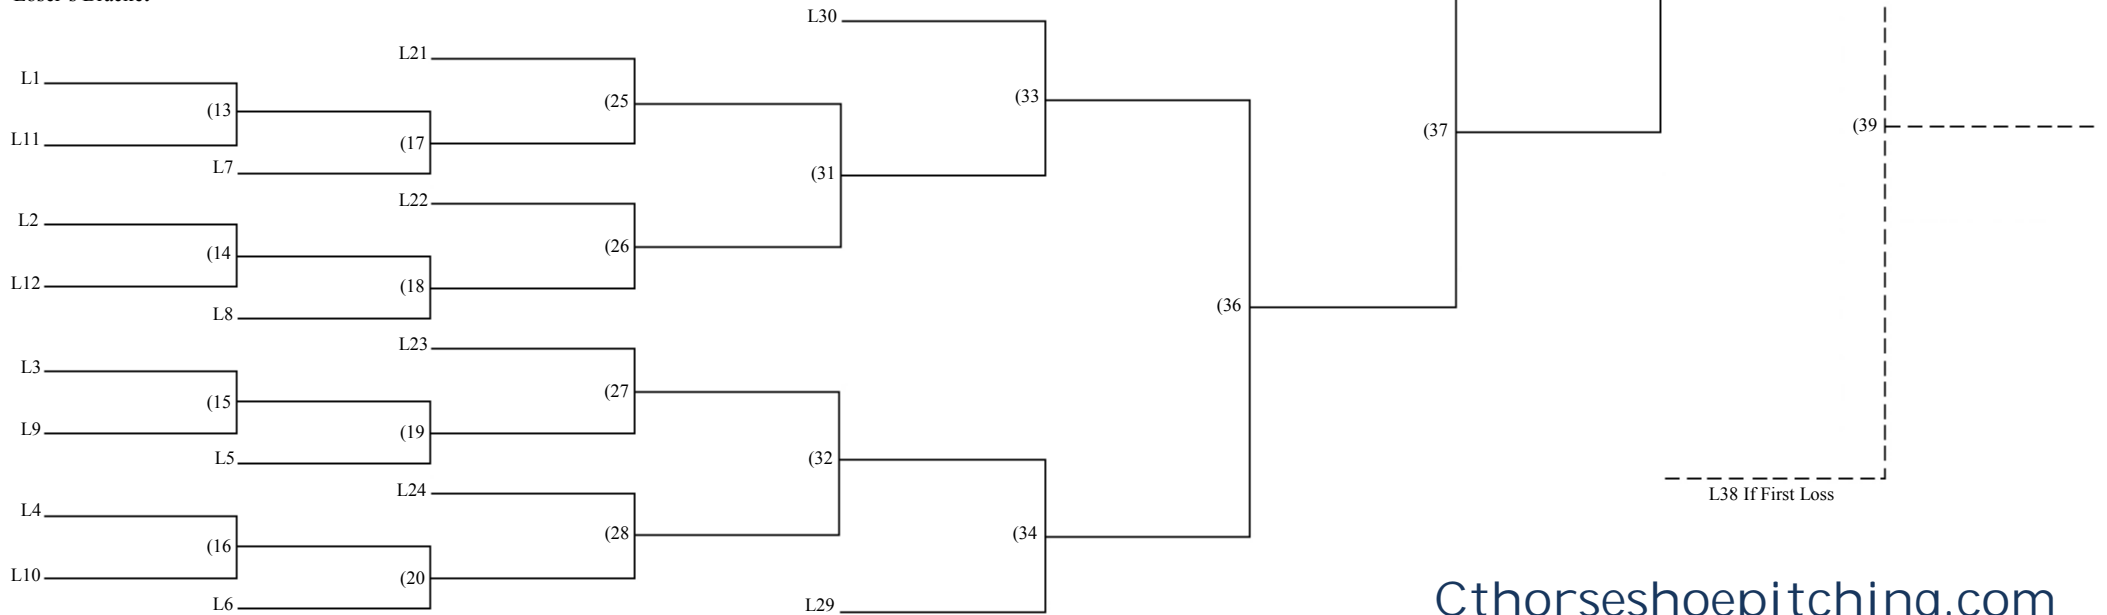 Loser's Bracket
L30
L21
L1
(13
(25
(33
L11
(17
(37
(39
L7
(31
L22
L2
(14
(26
L12
(18
L8
(36
L23
L3
(15
(27
L9
(19
L5
(32
L24
L38 If First Loss
L4
(16
(28
(34
L10
(20
L6
L29
Cthorseshoepitching.com